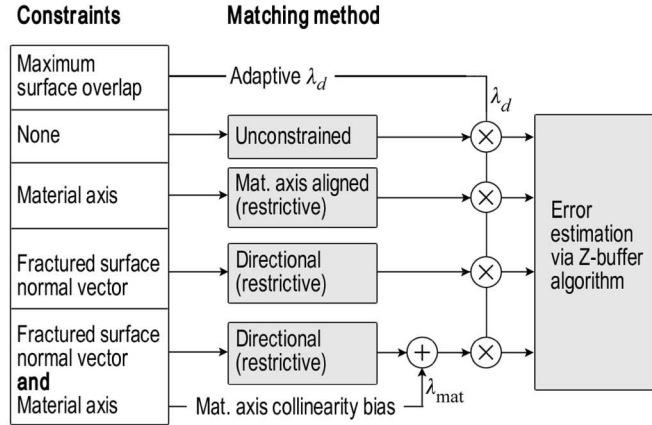 Constraints
Matching method
Maximum
surface overlap
Adaptive λd
λd
None
Unconstrained
Material axis
Mat. axis aligned
(restrictive)
Fractured surface
normal vector
Directional
(restrictive)
Fractured surface
normal vector
and
Material axis
Directional
(restrictive)
λmat
Mat. axis collinearity bias
Error
estimation
via Z-buffer
algorithm